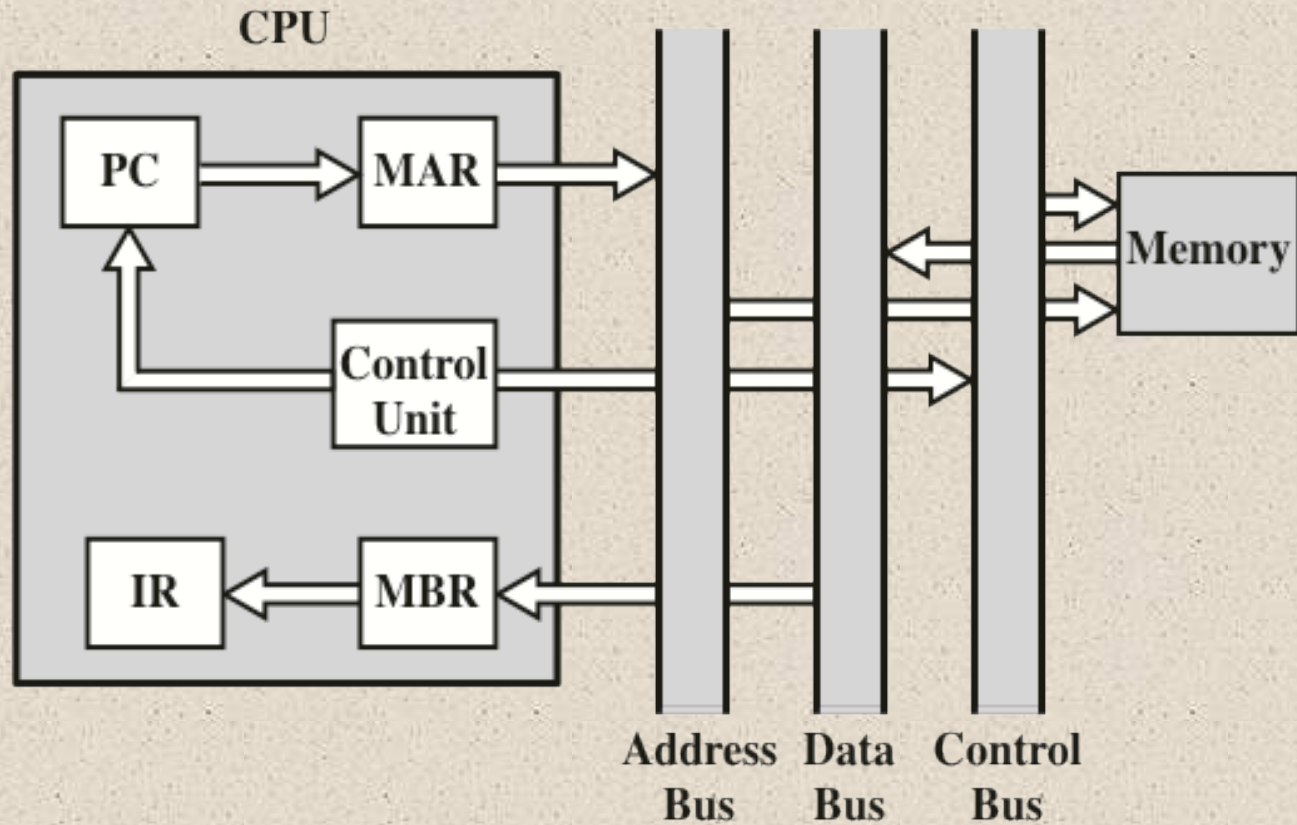 CPU
PC
MAR
Memory
Control
Unit
IR
MBR
Address
Bus
Data
Bus
Control
Bus